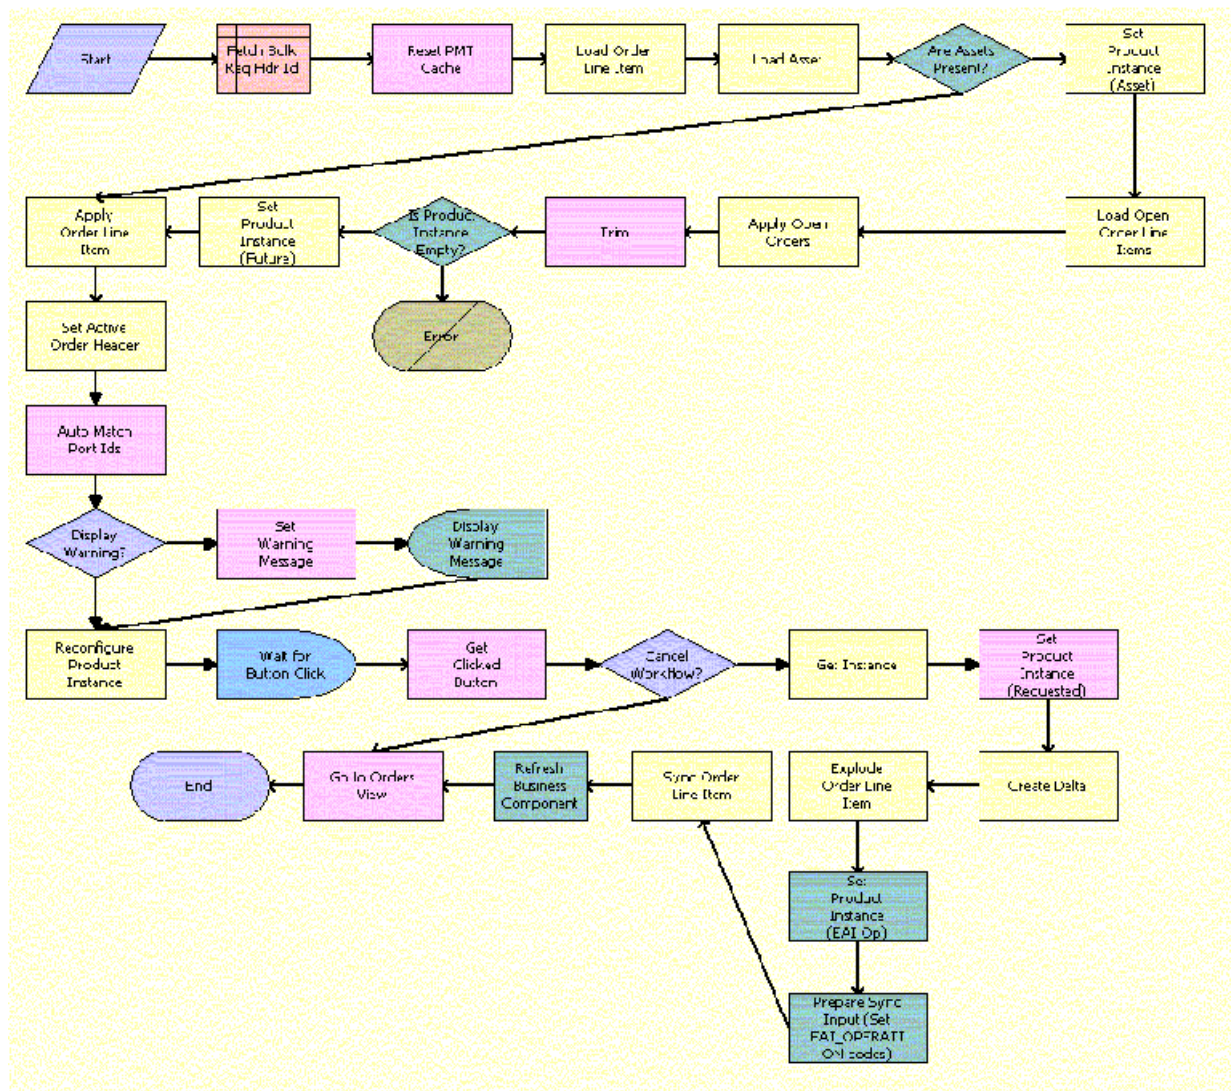 Start
Fetch Bulk
Req Hdr Id
Reset PMT
Cache
Load Order
Line Item
Load Asset
Are Assets
Present?
Set
Product
Instance
(Asset)
Apply
Order Line
Item
Set
Product
Instance
(Future)
Is Product
Instance
Empty?
Trim
Apply Open
Orders
Load Open
Order Line
Items
Set Active
Order Header
Error
Auto Match
Port Ids
Display
Warning?
Set
Warning
Message
Display
Warning
Message
Reconfigure
Product
Instance
Wait for
Button Click
Get
Clicked
Button
Cancel
Workflow?
Get Instance
Set
Product
Instance
(Requested)
End
Go to Orders
View
Refresh
Business
Component
Sync Order
Line Item
Explode
Order Line
Item
Create Delta
Set
Product
Instance
(EAI Op)
Prepare Sync
Input (Set
EAI_OPERATI
ON codes)